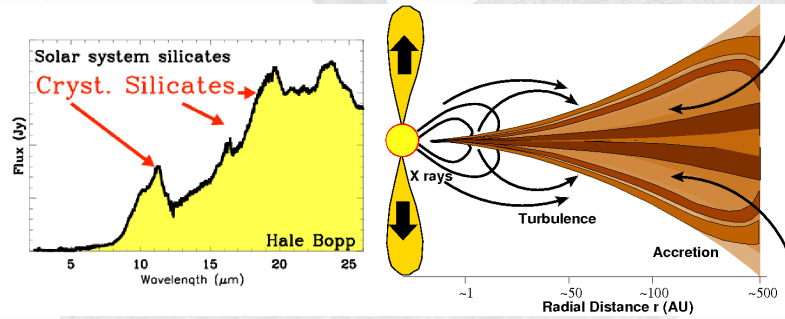 Solar system silicates
Cryst. Silicates
Flux (Jy)
Hale Bopp
5 10 15 20 25
Wavelength (μm)
X rays
Turbulence
Accretion
~1 ~50 ~100 ~500
Radial Distance r (AU)